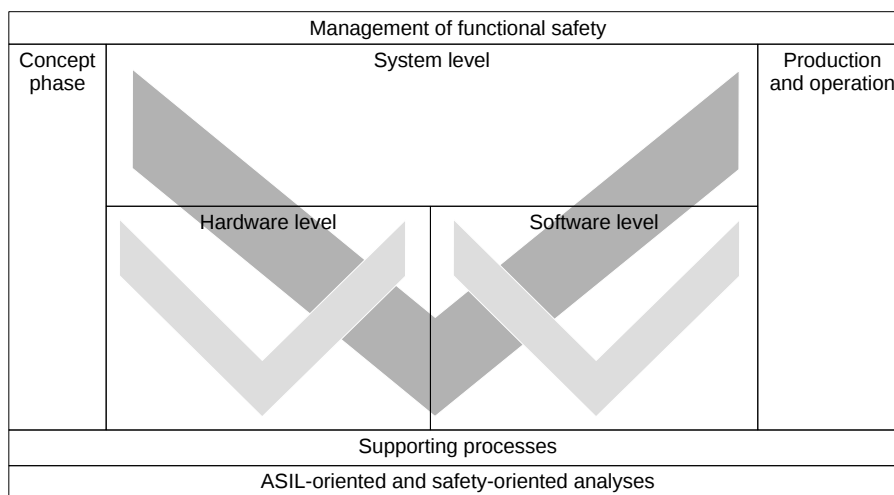 Management of functional safety
Concept
phase
System level
Production
and operation
Hardware level
Software level
Supporting processes
ASIL-oriented and safety-oriented analyses